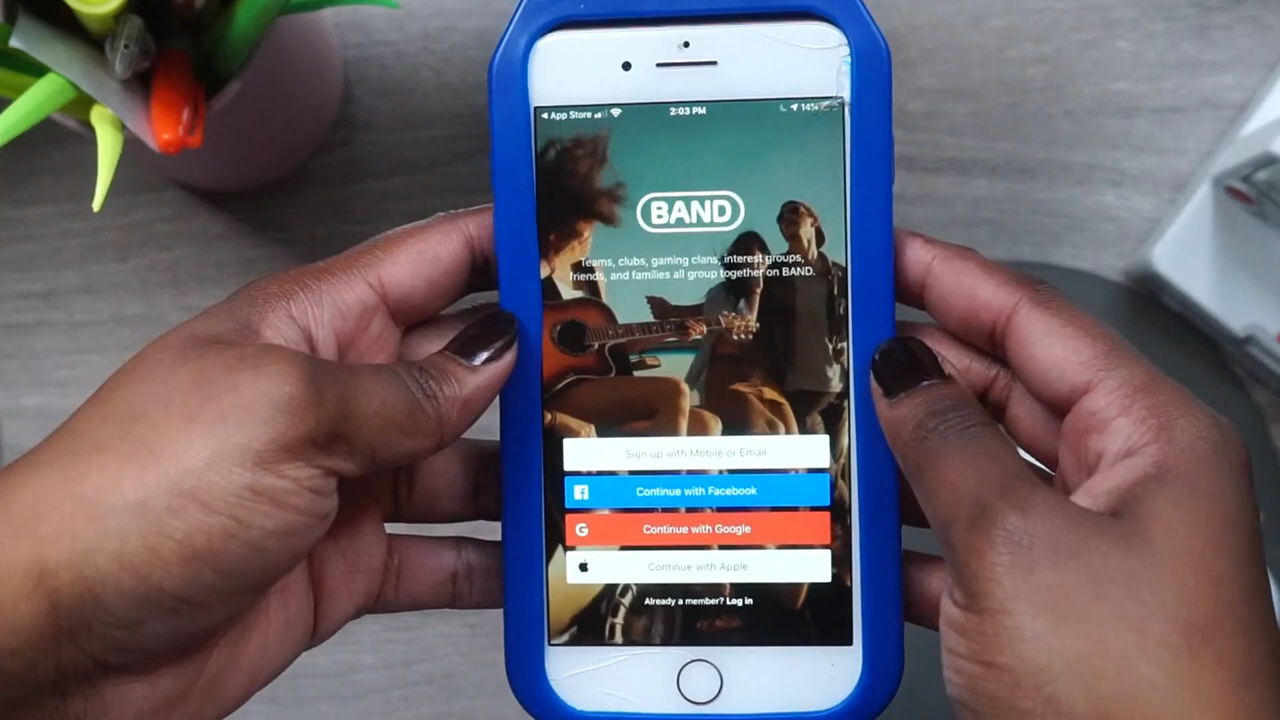 App Store
2:03 PM
14%
BAND
Teams, clubs, gaming clans, interest groups,
friends, and families all group together on BAND.
Sign up with Mobile or Email
Continue with Facebook
Continue with Google
Continue with Apple
Already a member? Log in